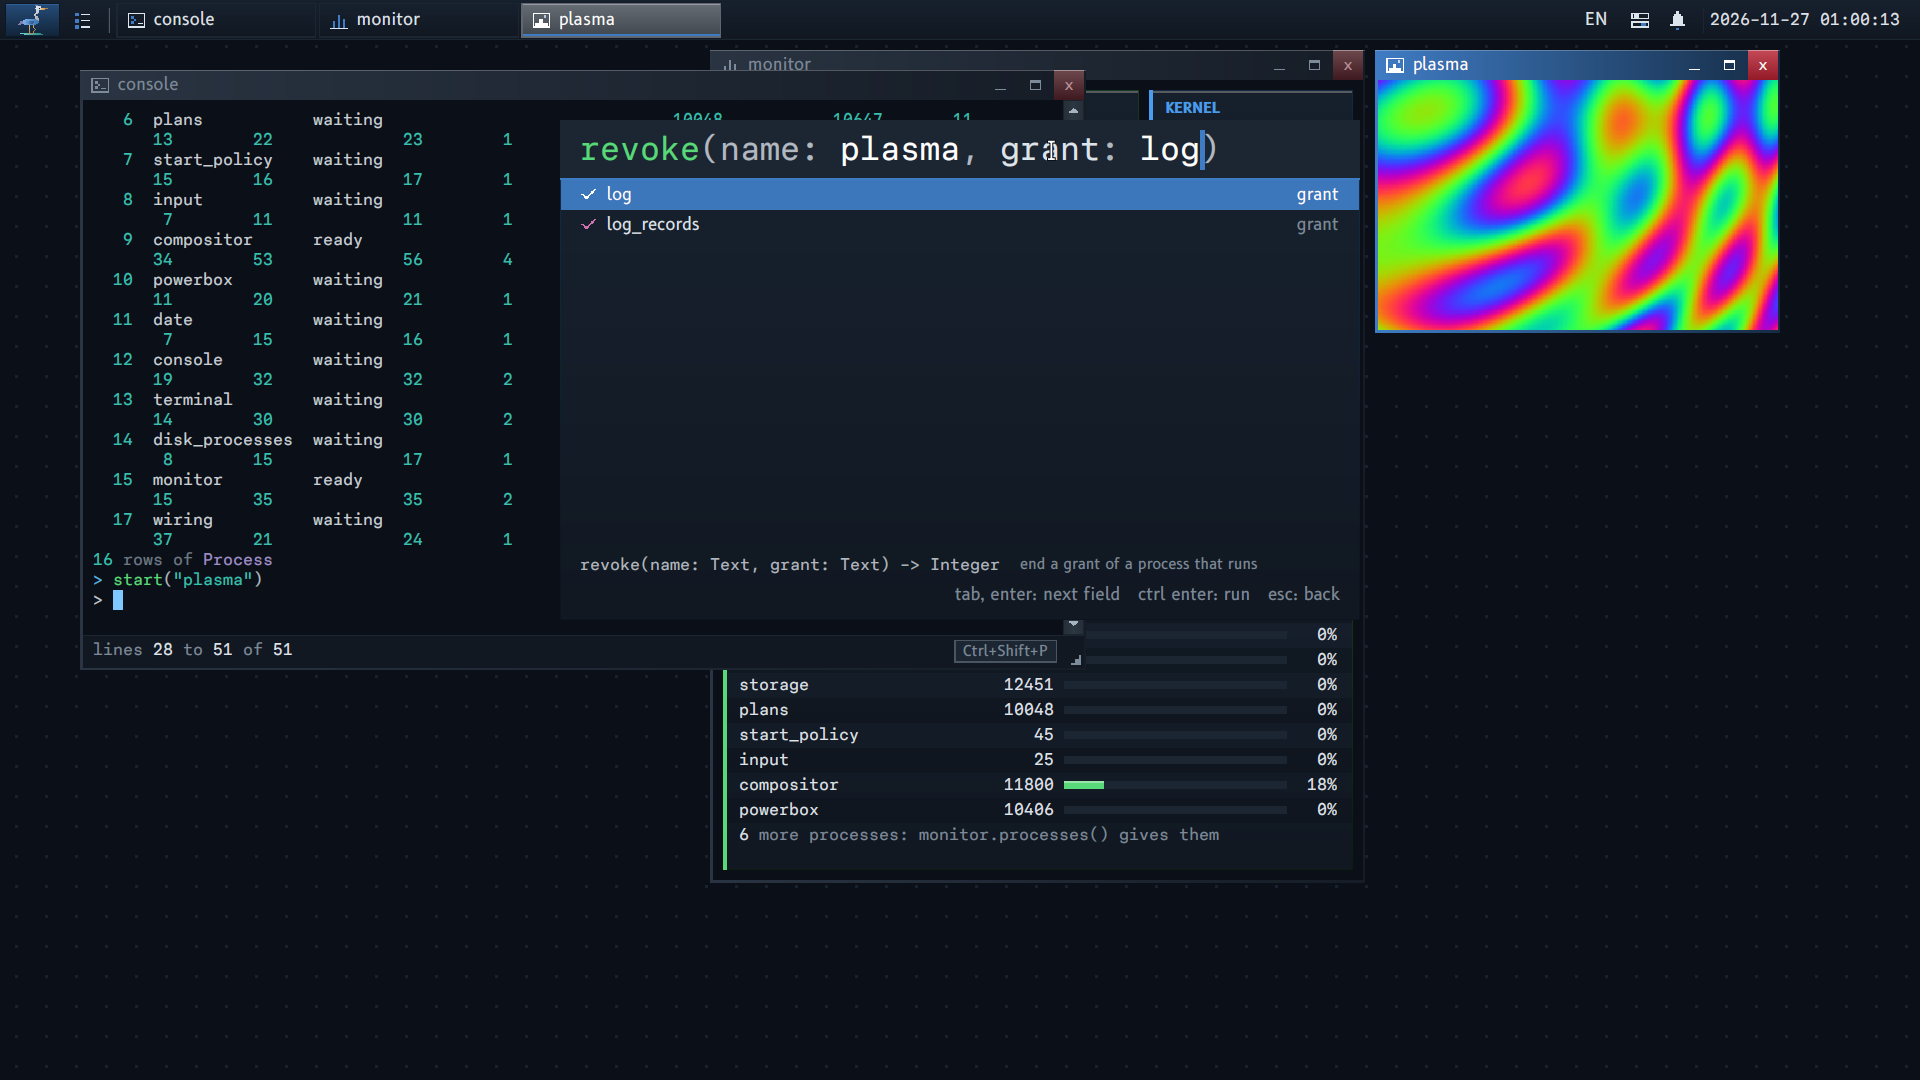 console
monitor
plasma
EN
2026-11-27 01:00:13
monitor
x
plasma
x
console
x
KERNEL
6 plans waiting 10048 10647 11
13 22 23 1
7 start_policy waiting
15 16 17 1
8 input waiting
7 11 11 1
9 compositor ready
34 53 56 4
10 powerbox waiting
11 20 21 1
11 date waiting
7 15 16 1
12 console waiting
19 32 32 2
13 terminal waiting
14 30 30 2
14 disk_processes waiting
8 15 17 1
15 monitor ready
15 35 35 2
17 wiring waiting
37 21 24 1
16 rows of Process
> start("plasma")
>
lines 28 to 51 of 51
Ctrl+Shift+P
revoke(name: plasma, grant: log)
log grant
log_records grant
revoke(name: Text, grant: Text) -> Integer end a grant of a process that runs
tab, enter: next field ctrl enter: run esc: back
0%
0%
storage 12451 0%
plans 10048 0%
start_policy 45 0%
input 25 0%
compositor 11800 18%
powerbox 10406 0%
6 more processes: monitor.processes() gives them